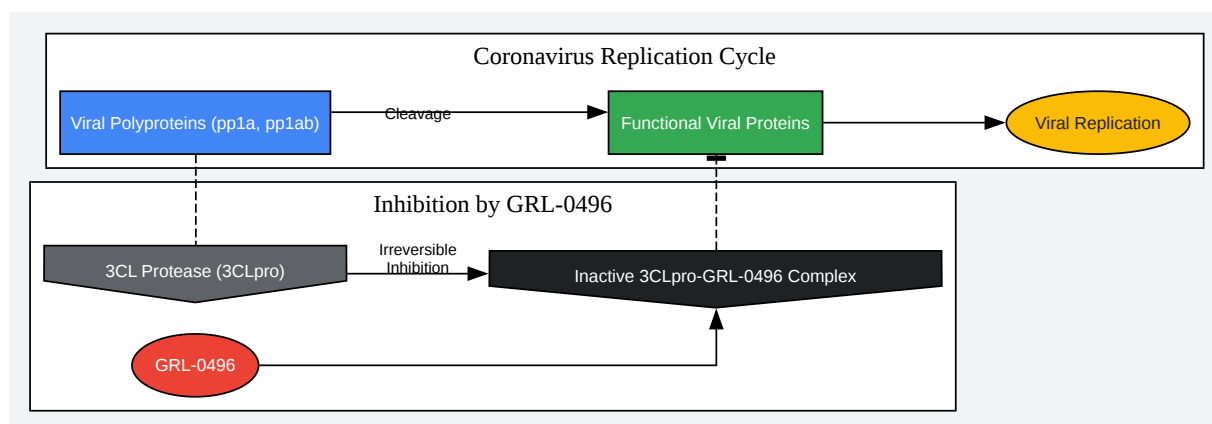 Coronavirus Replication Cycle
Viral Polyproteins (pp1a, pp1ab)
Cleavage
Functional Viral Proteins
Viral Replication
Inhibition by GRL-0496
3CL Protease (3CLpro)
Irreversible
Inhibition
Inactive 3CLpro-GRL-0496 Complex
GRL-0496